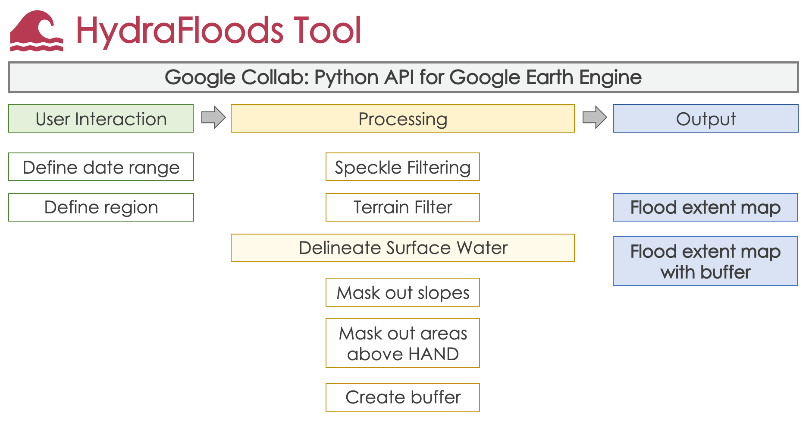 HydraFloods Tool
Google Collab: Python API for Google Earth Engine
User Interaction
Processing
Output
Define date range
Define region
Speckle Filtering
Terrain Filter
Delineate Surface Water
Mask out slopes
Mask out areas
above HAND
Create buffer
Flood extent map
Flood extent map
with buffer